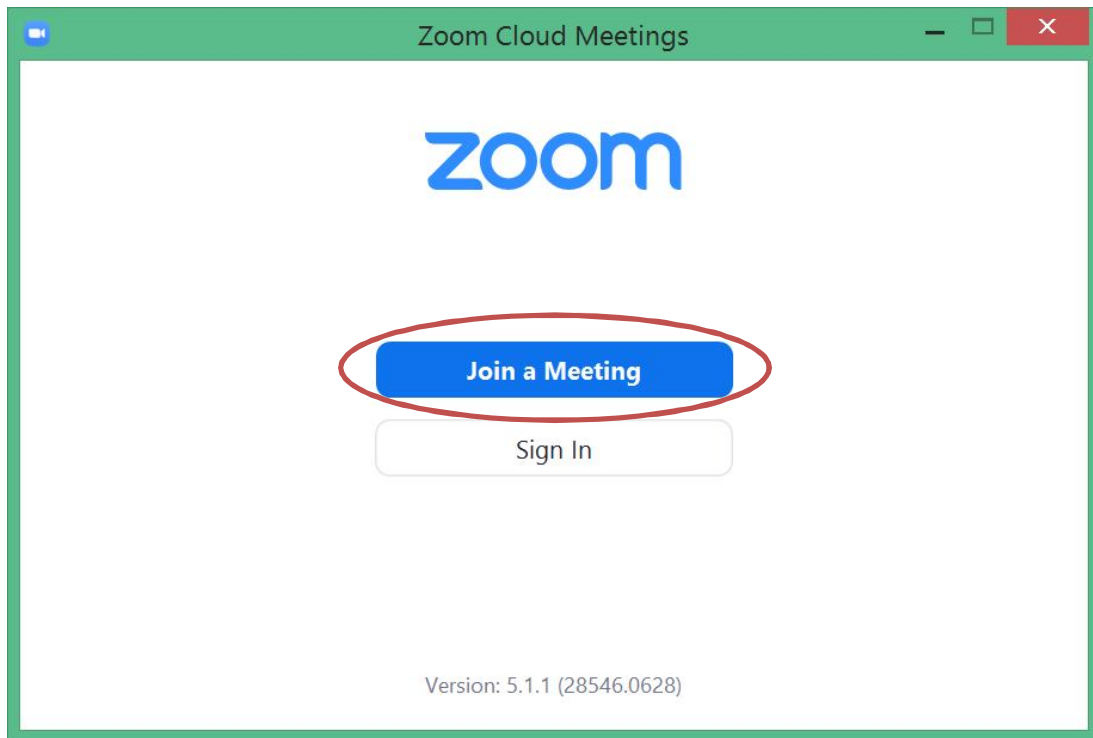 Zoom Cloud Meetings
zoom
Join a Meeting
Sign In
Version: 5.1.1 (28546.0628)